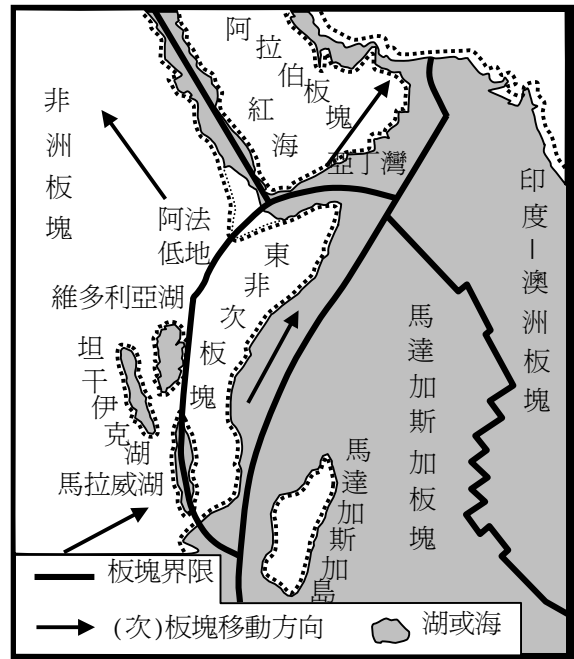 阿拉伯板塊
紅海
非洲板塊
亞丁灣
阿法
低地
印度–澳洲板塊
東非次板塊
維多利亞湖
坦干伊克湖
馬達加斯加板塊
馬拉威湖
馬達加斯加島
板塊界限
(次)板塊移動方向
湖或海